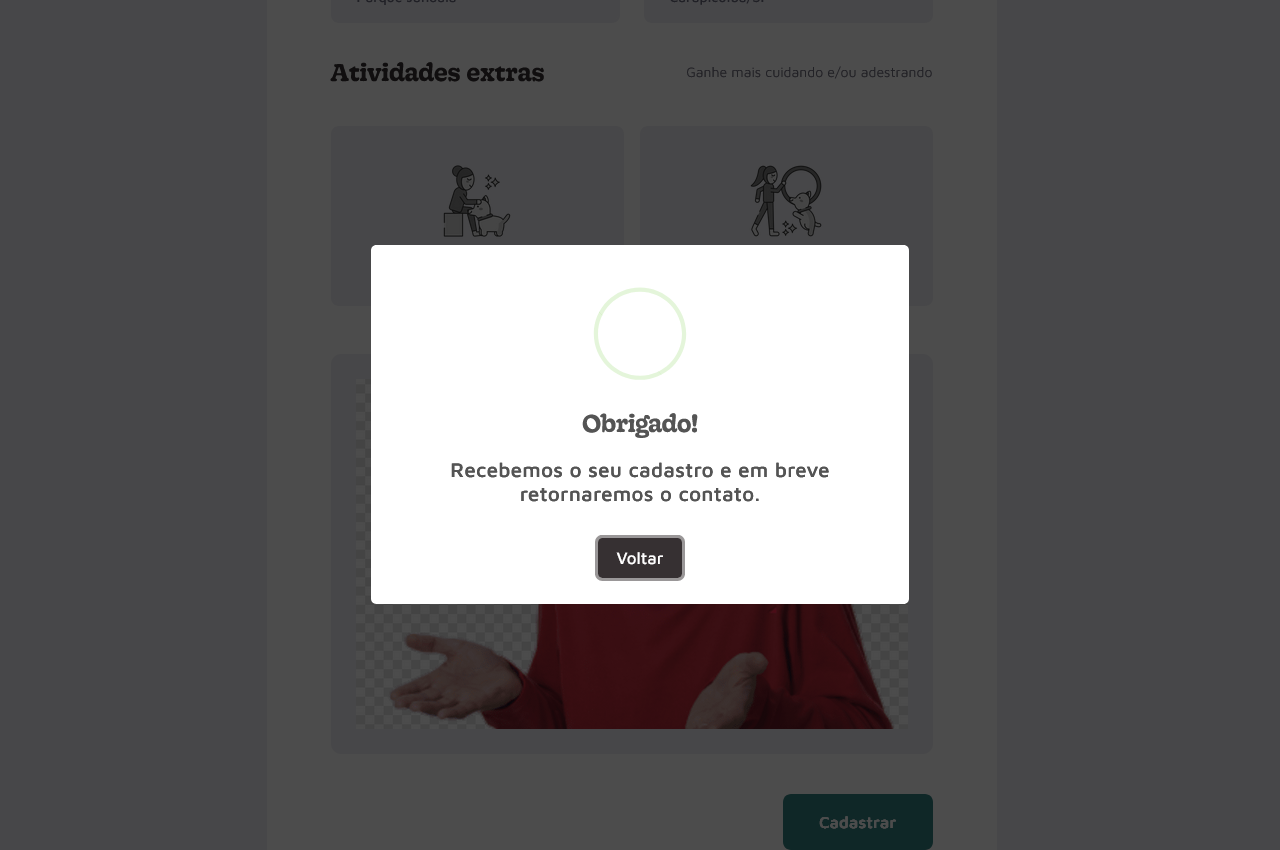 Atividades extras
Ganhe mais cuidando e/ou adestrando
Obrigado!
Recebemos o seu cadastro e em breve
retornaremos o contato.
Voltar
Cadastrar